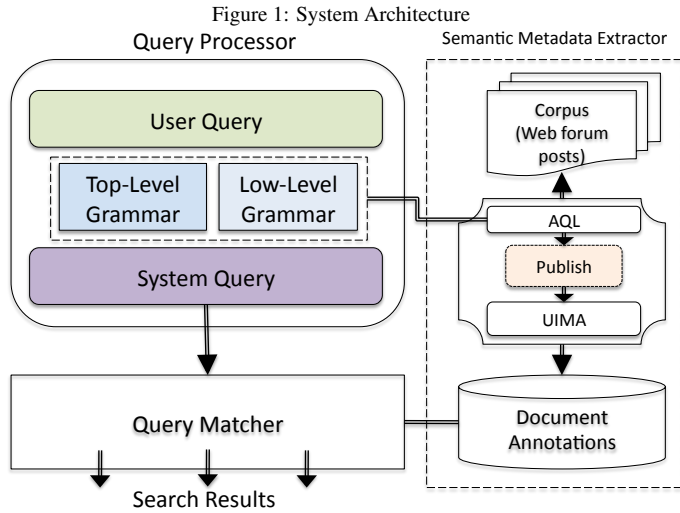 Figure 1: System Architecture
Query Processor
Semantic Metadata Extractor
User Query
Corpus
(Web forum
posts)
Top-Level
Grammar
Low-Level
Grammar
AQL
Publish
System Query
UIMA
Query Matcher
Document
Annotations
Search Results